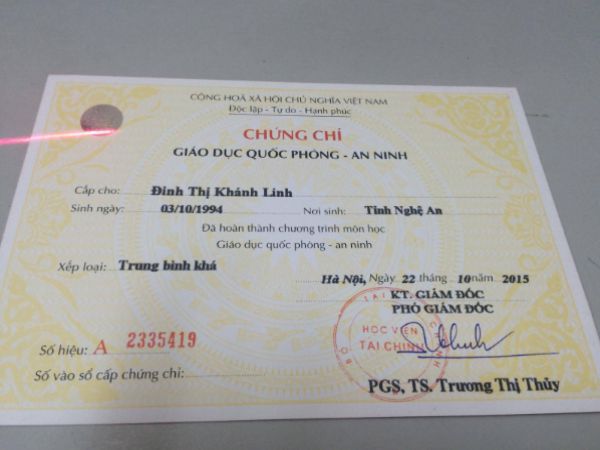 CỘNG HOÀ XÃ HỘI CHỦ NGHĨA VIỆT NAM
Độc lập - Tự do - Hạnh phúc
CHỨNG CHỈ
GIÁO DỤC QUỐC PHÒNG - AN NINH
Cấp cho: Đinh Thị Khánh Linh
Sinh ngày: 03/10/1994 Nơi sinh: Tỉnh Nghệ An
Đã hoàn thành chương trình môn học
Giáo dục quốc phòng - an ninh
Xếp loại: Trung bình khá
Hà Nội, Ngày 22 tháng 10 năm 2015
KT. GIÁM ĐỐC
PHÓ GIÁM ĐỐC
HỌC VIỆN
TÀI CHÍNH
Số hiệu: A 2335419
Số vào sổ cấp chứng chỉ:
PGS, TS. Trương Thị Thủy